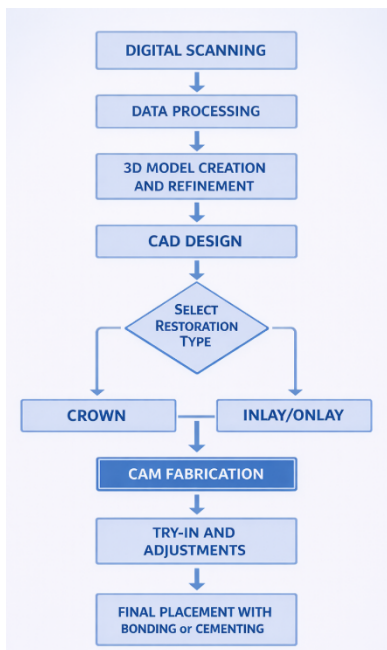 DIGITAL SCANNING
DATA PROCESSING
3D MODEL CREATION
AND REFINEMENT
CAD DESIGN
SELECT
RESTORATION
TYPE
CROWN
INLAY/ONLAY
CAM FABRICATION
TRY-IN AND
ADJUSTMENTS
FINAL PLACEMENT WITH
BONDING or CEMENTING